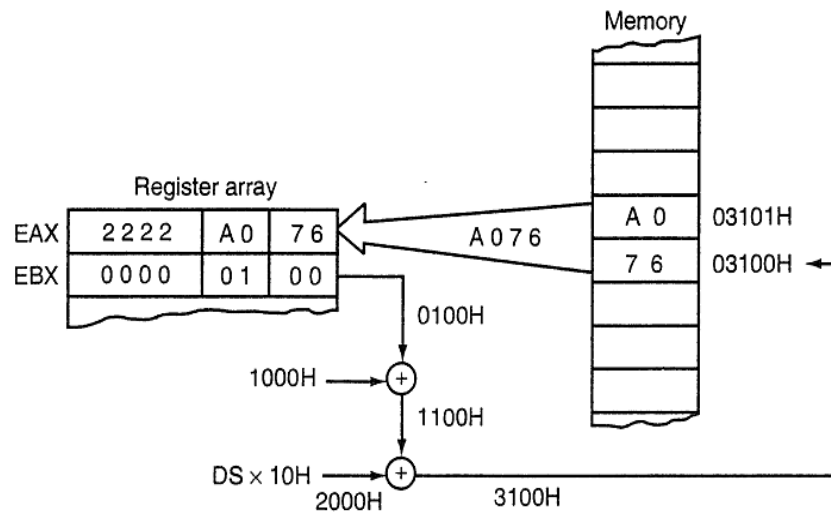 Memory
Register array
EAX 2222 A0 76
EBX 0000 01 00
A076
A0 03101H
76 03100H
0100H
1000H +
1100H
DS × 10H +
2000H 3100H